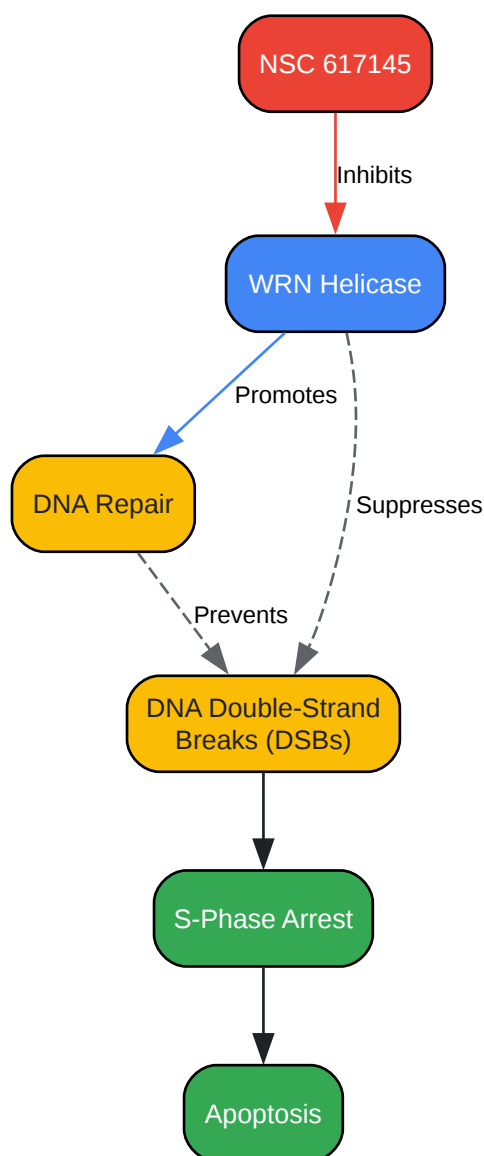 NSC 617145
Inhibits
WRN Helicase
Promotes
DNA Repair
Suppresses
Prevents
DNA Double-Strand
Breaks (DSBs)
S-Phase Arrest
Apoptosis